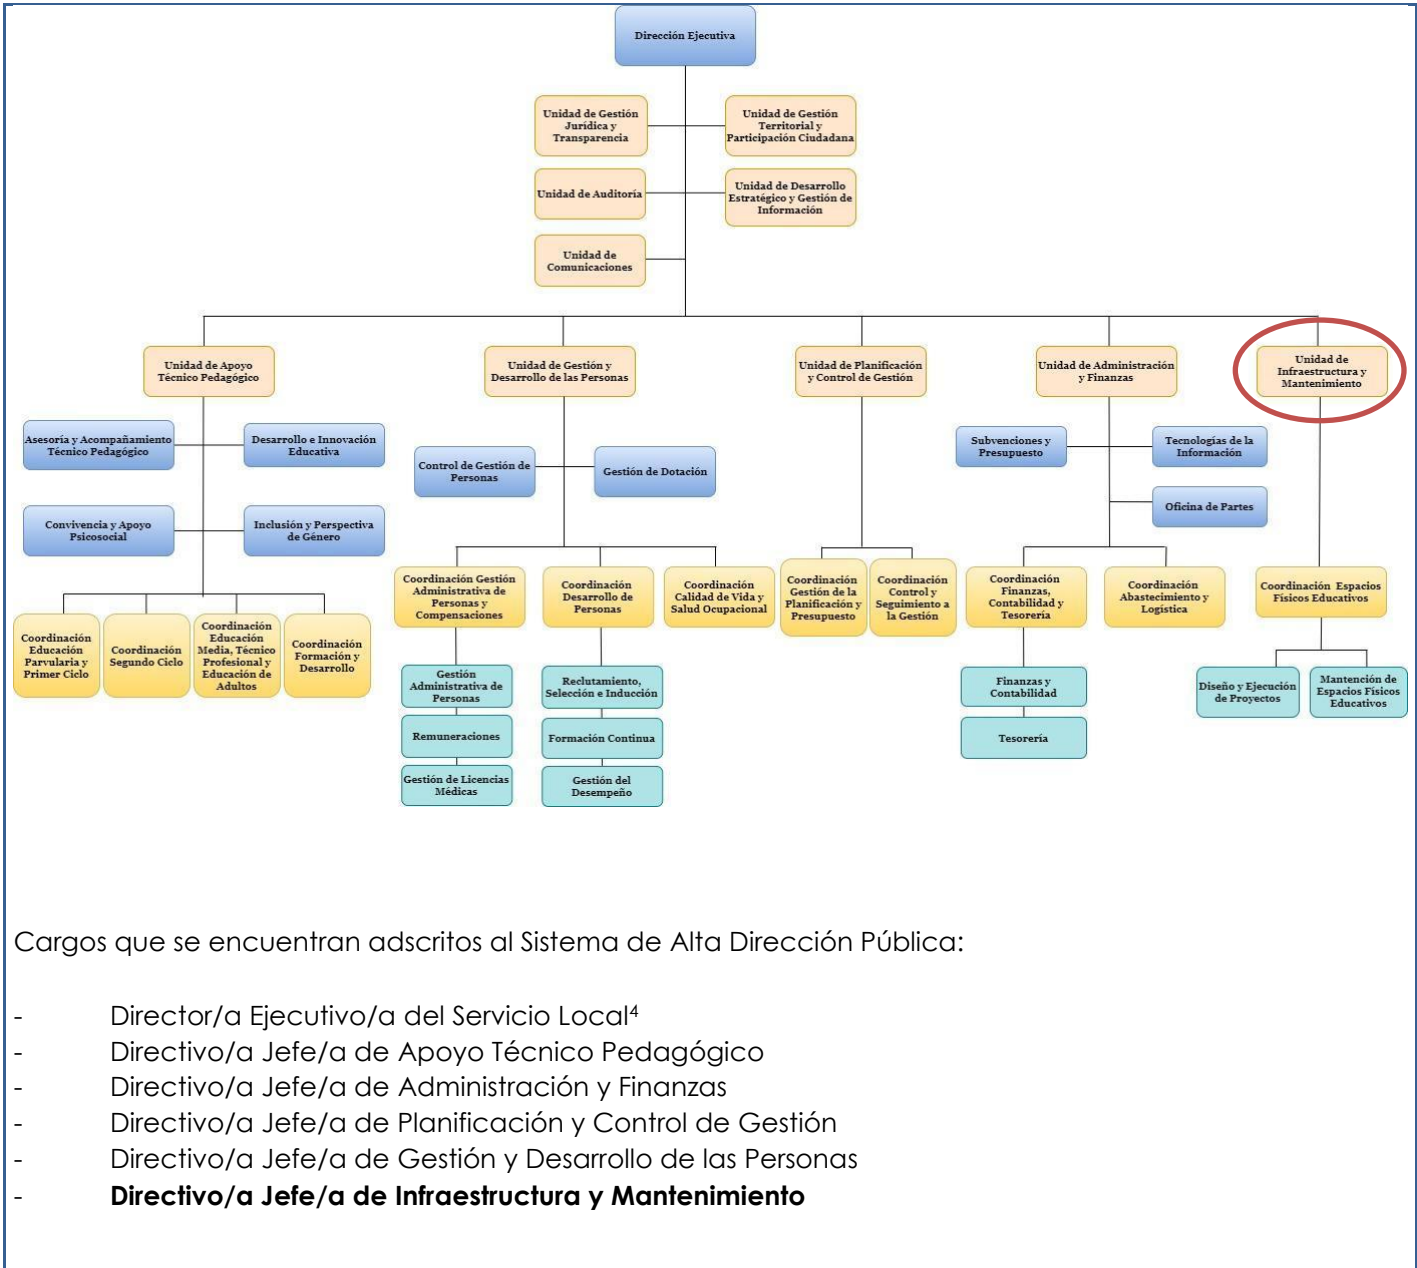 Dirección Ejecutiva
Unidad de Gestión
Jurídica y
Transparencia
Unidad de Gestión
Territorial y
Participación Ciudadana
Unidad de Auditoría
Unidad de Desarrollo
Estratégico y Gestión de
Información
Unidad de
Comunicaciones
Unidad de Apoyo
Técnico Pedagógico
Unidad de Gestión y
Desarrollo de las Personas
Unidad de Planificación
y Control de Gestión
Unidad de Administración
y Finanzas
Unidad de
Infraestructura y
Mantenimiento
Asesoría y Acompañamiento
Técnico Pedagógico
Desarrollo e Innovación
Educativa
Convivencia y Apoyo
Psicosocial
Inclusión y Perspectiva
de Género
Control de Gestión de
Personas
Gestión de Dotación
Subvenciones y
Presupuesto
Tecnologías de la
Información
Oficina de Partes
Coordinación
Educación
Parvularia y
Primer Ciclo
Coordinación
Segundo Ciclo
Coordinación
Educación
Media, Técnico
Profesional y
Educación de
Adultos
Coordinación
Formación y
Desarrollo
Coordinación Gestión
Administrativa de
Personas y
Compensaciones
Coordinación
Desarrollo de
Personas
Coordinación
Calidad de Vida y
Salud Ocupacional
Coordinación
Gestión de la
Planificación y
Presupuesto
Coordinación
Control y
Seguimiento a
la Gestión
Coordinación
Finanzas,
Contabilidad y
Tesorería
Coordinación
Abastecimiento y
Logística
Coordinación Espacios
Físicos Educativos
Gestión
Administrativa de
Personas
Remuneraciones
Gestión de Licencias
Médicas
Reclutamiento,
Selección e Inducción
Formación Continua
Gestión del
Desempeño
Finanzas y
Contabilidad
Tesorería
Diseño y Ejecución
de Proyectos
Mantención de
Espacios Físicos
Educativos
Cargos que se encuentran adscritos al Sistema de Alta Dirección Pública:
- Director/a Ejecutivo/a del Servicio Local⁴
- Directivo/a Jefe/a de Apoyo Técnico Pedagógico
- Directivo/a Jefe/a de Administración y Finanzas
- Directivo/a Jefe/a de Planificación y Control de Gestión
- Directivo/a Jefe/a de Gestión y Desarrollo de las Personas
- Directivo/a Jefe/a de Infraestructura y Mantenimiento